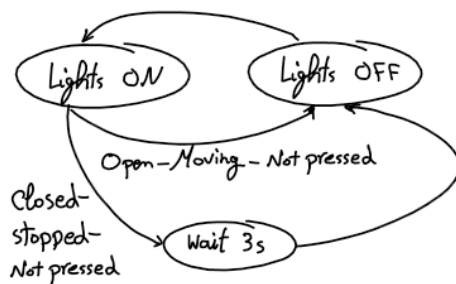 Lights ON
Lights OFF
Open-Moving-Not pressed
Closed-
stopped-
Not pressed
Wait 3s